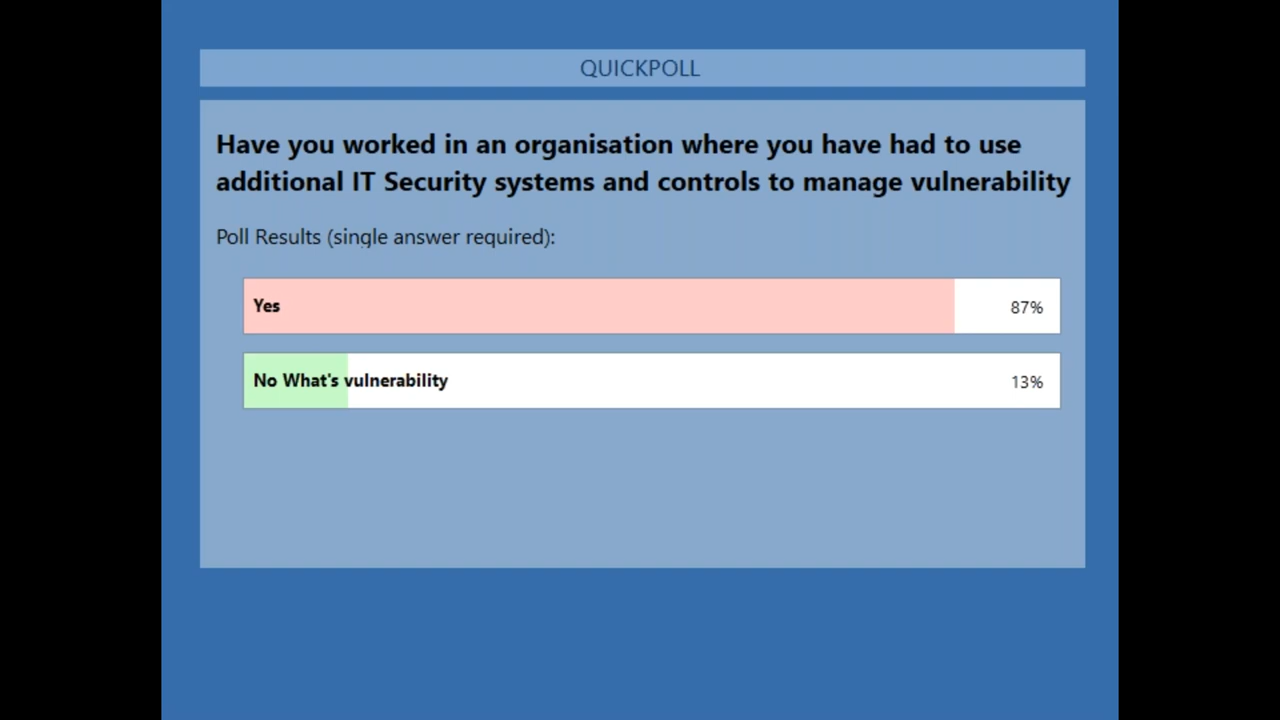 QUICKPOLL
Have you worked in an organisation where you have had to use
additional IT Security systems and controls to manage vulnerability
Poll Results (single answer required):
Yes 87%
No What's vulnerability 13%